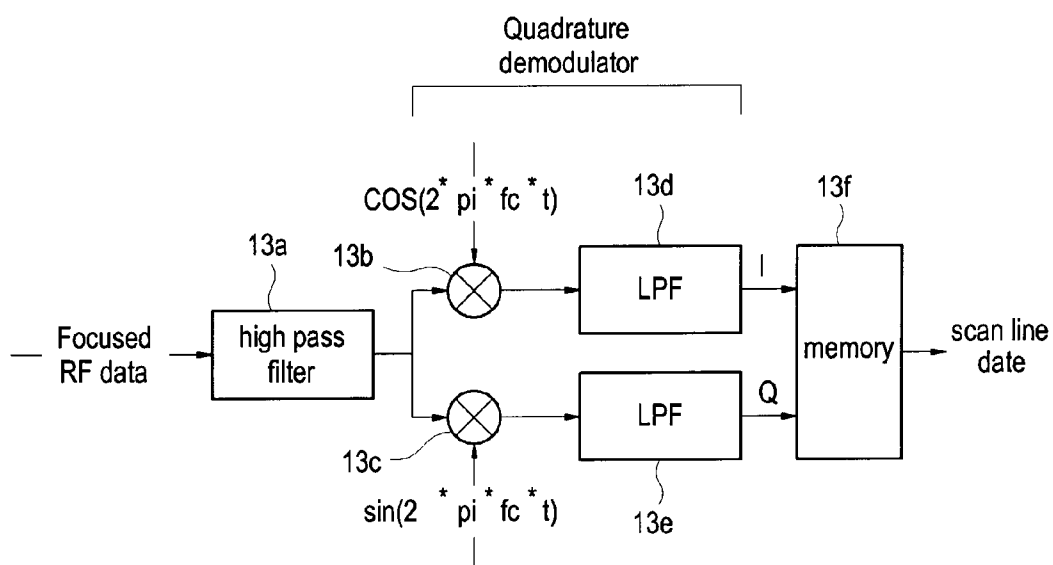 Quadrature
demodulator
COS(2* pi* fc* t)
13a
13b
13d
13f
Focused
RF data
high pass
filter
LPF
I
memory
scan line
date
LPF
Q
13c
13e
sin(2* pi* fc* t)